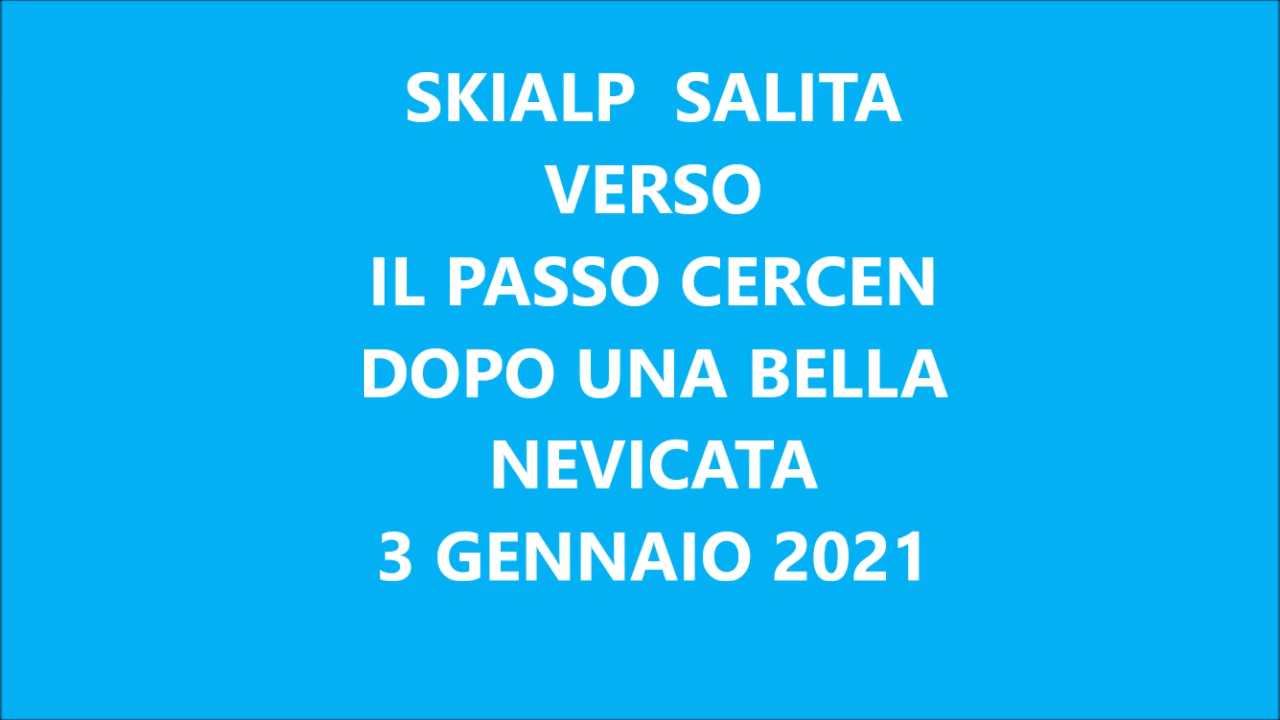 SKIALP  SALITA
VERSO
IL PASSO CERCEN
DOPO UNA BELLA
NEVICATA
3 GENNAIO 2021